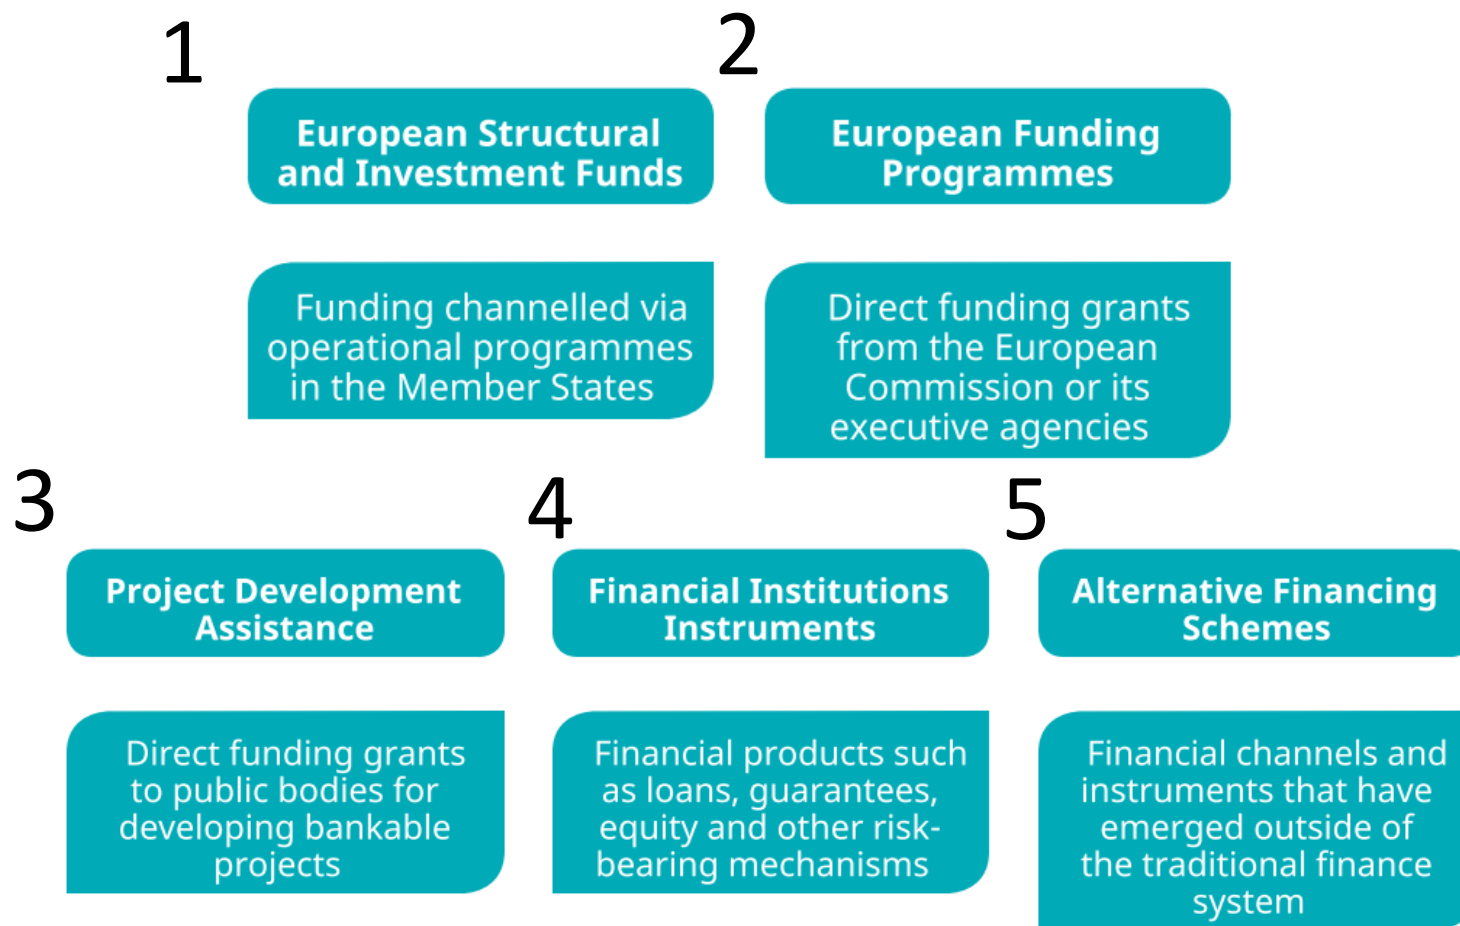 1
European Structural
and Investment Funds
Funding channelled via
operational programmes
in the Member States
2
European Funding
Programmes
Direct funding grants
from the European
Commission or its
executive agencies
3
Project Development
Assistance
Direct funding grants
to public bodies for
developing bankable
projects
4
Financial Institutions
Instruments
Financial products such
as loans, guarantees,
equity and other risk-
bearing mechanisms
5
Alternative Financing
Schemes
Financial channels and
instruments that have
emerged outside of
the traditional finance
system